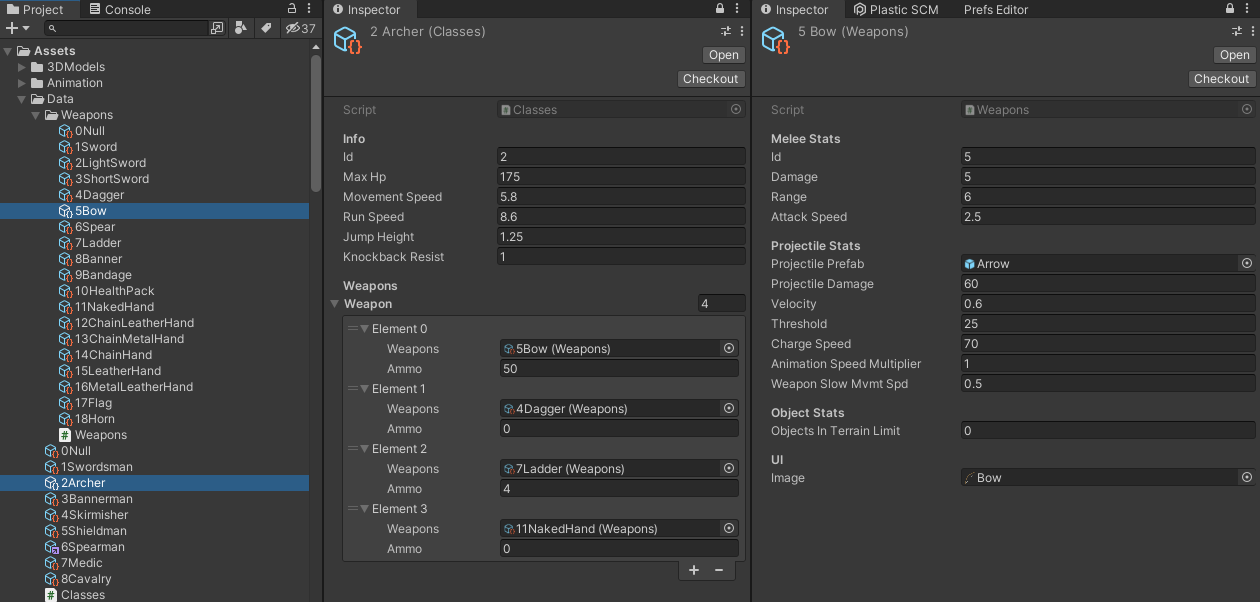 Project
Console
37
Assets
3DModels
Animation
Data
Weapons
0Null
1Sword
2LightSword
3ShortSword
4Dagger
5Bow
6Spear
7Ladder
8Banner
9Bandage
10HealthPack
11NakedHand
12ChainLeatherHand
13ChainMetalHand
14ChainHand
15LeatherHand
16MetalLeatherHand
17Flag
18Horn
# Weapons
0Null
1Swordsman
2Archer
3Bannerman
4Skirmisher
5Shieldman
6Spearman
7Medic
8Cavalry
# Classes
Inspector
2 Archer (Classes)
Open
Checkout
Script Classes
Info
Id 2
Max Hp 175
Movement Speed 5.8
Run Speed 8.6
Jump Height 1.25
Knockback Resist 1
Weapons
Weapon 4
Element 0
Weapons 5Bow (Weapons)
Ammo 50
Element 1
Weapons 4Dagger (Weapons)
Ammo 0
Element 2
Weapons 7Ladder (Weapons)
Ammo 4
Element 3
Weapons 11NakedHand (Weapons)
Ammo 0
+ −
Inspector
Plastic SCM
Prefs Editor
5 Bow (Weapons)
Open
Checkout
Script Weapons
Melee Stats
Id 5
Damage 5
Range 6
Attack Speed 2.5
Projectile Stats
Projectile Prefab Arrow
Projectile Damage 60
Velocity 0.6
Threshold 25
Charge Speed 70
Animation Speed Multiplier 1
Weapon Slow Mvmt Spd 0.5
Object Stats
Objects In Terrain Limit 0
UI
Image Bow